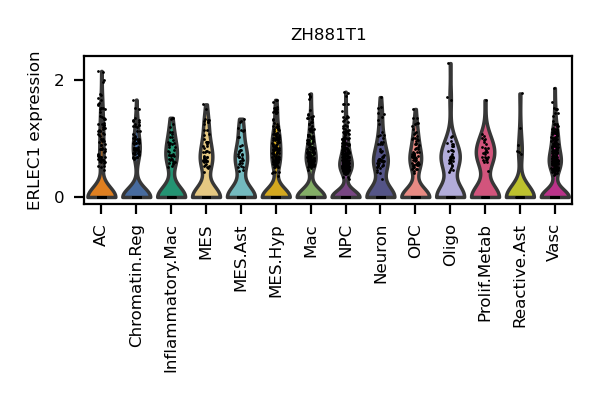 ZH881T1
ERLEC1 expression
2
0
AC
Chromatin.Reg
Inflammatory.Mac
MES
MES.Ast
MES.Hyp
Mac
NPC
Neuron
OPC
Oligo
Prolif.Metab
Reactive.Ast
Vasc